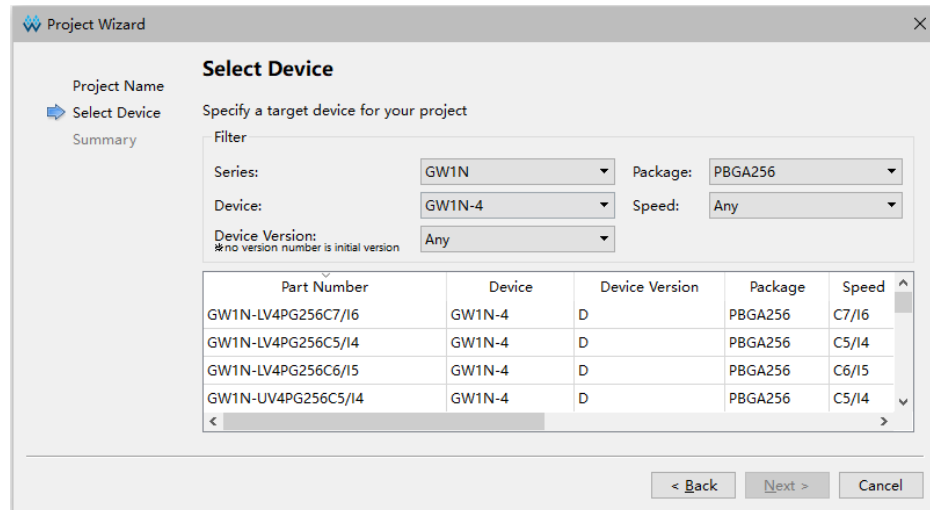 Project Wizard
Project Name
Select Device
Summary
Select Device
Specify a target device for your project
Filter
Series: GW1N Package: PBGA256
Device: GW1N-4 Speed: Any
Device Version: Any
※no version number is initial version
Part Number Device Device Version Package Speed
GW1N-LV4PG256C7/I6 GW1N-4 D PBGA256 C7/I6
GW1N-LV4PG256C5/I4 GW1N-4 D PBGA256 C5/I4
GW1N-LV4PG256C6/I5 GW1N-4 D PBGA256 C6/I5
GW1N-UV4PG256C5/I4 GW1N-4 D PBGA256 C5/I4
< Back Next > Cancel